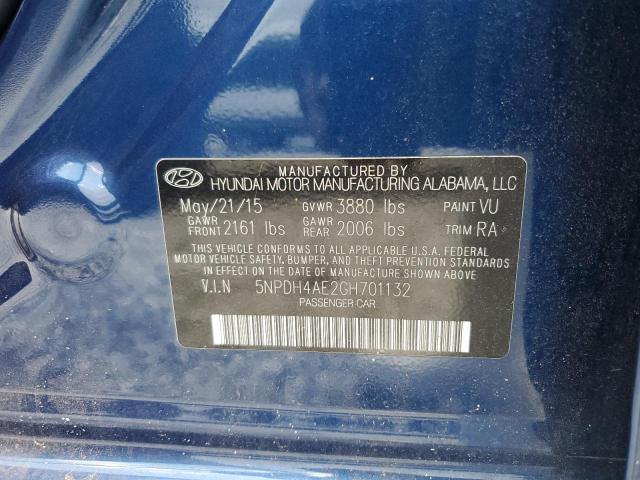 MANUFACTURED BY
HYUNDAI MOTOR MANUFACTURING ALABAMA, LLC
May/21/15 GVWR 3880 lbs PAINT VU
GAWR FRONT 2161 lbs GAWR REAR 2006 lbs TRIM RA
THIS VEHICLE CONFORMS TO ALL APPLICABLE U.S.A. FEDERAL
MOTOR VEHICLE SAFETY, BUMPER, AND THEFT PREVENTION STANDARDS
IN EFFECT ON THE DATE OF MANUFACTURE SHOWN ABOVE.
V.I.N 5NPDH4AE2GH701132
PASSENGER CAR